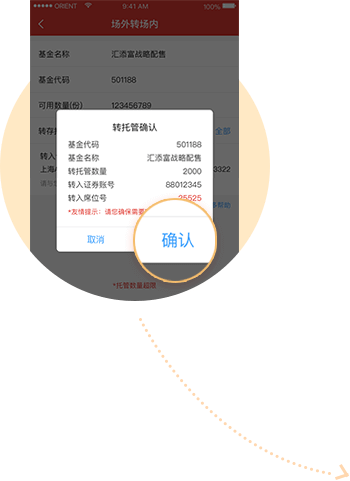 ORIENT 9:41 AM 100%
场外转场内
基金名称 汇添富战略配售
基金代码 501188
可用数量(份) 123456789
转存 全部
转托管确认
基金代码 501188
基金名称 汇添富战略配售
转托管数量 2000
转入证券账号 88012345
转入席位号 25525
*友情提示：请您确保需要
取消 确认
转入
上海 3322
帮助
*托管数量超限